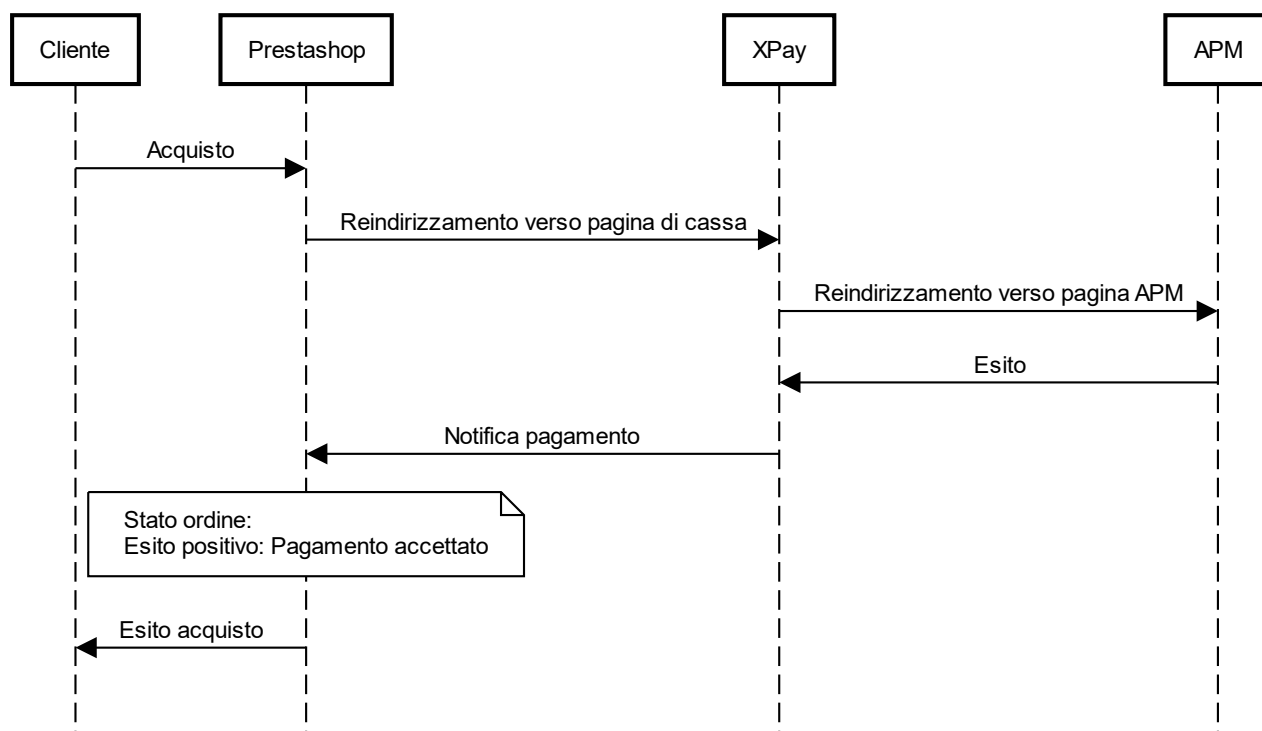 Cliente
Prestashop
XPay
APM
Acquisto
Reindirizzamento verso pagina di cassa
Reindirizzamento verso pagina APM
Esito
Notifica pagamento
Stato ordine:
Esito positivo: Pagamento accettato
Esito acquisto